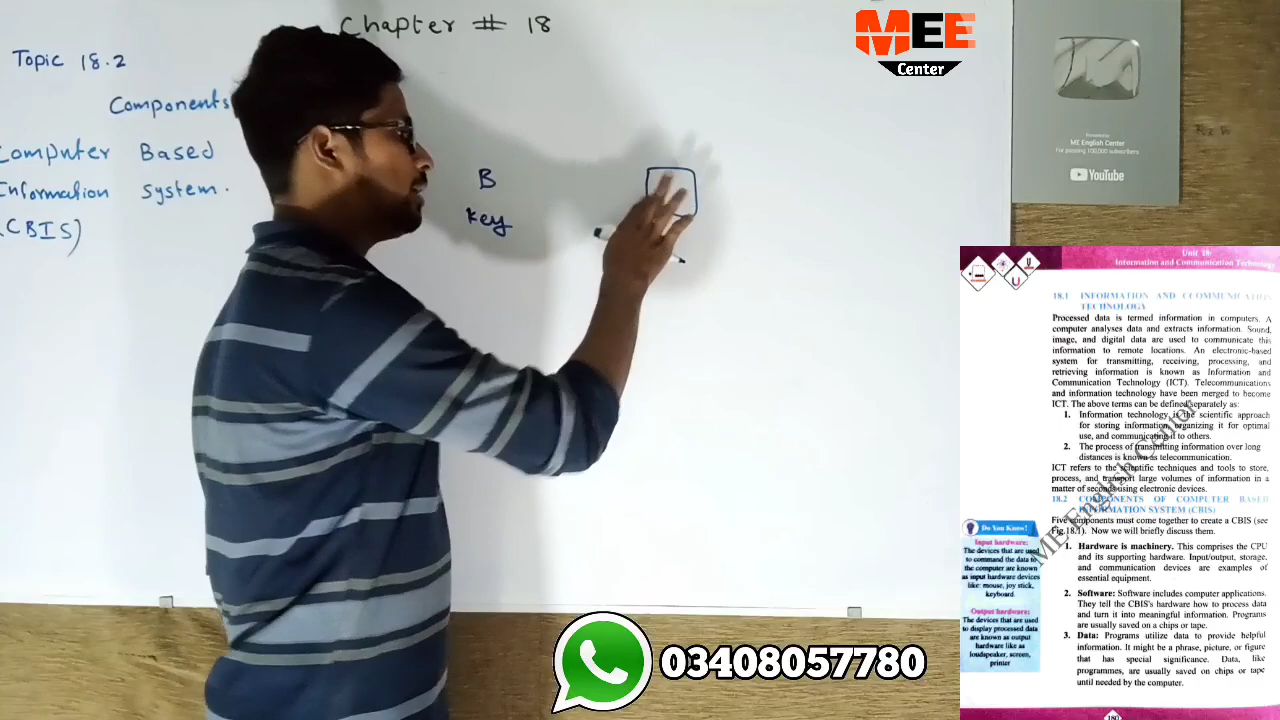 Chapter # 18
Topic 18.2
Components
Computer Based
Information system.
(CBIS)
B
key
MEE
Center
Presented to
ME English Center
For passing 100,000 subscribers
YouTube
03408057780
Unit 18:
Information and Communication Technology
18.1 INFORMATION AND CCOMMUNICATION
TECHNOLOGY
Processed data is termed information in computers. A
computer analyses data and extracts information. Sound,
image, and digital data are used to communicate this
information to remote locations. An electronic-based
system for transmitting, receiving, processing, and
retrieving information is known as Information and
Communication Technology (ICT). Telecommunications
and information technology have been merged to become
ICT. The above terms can be defined separately as:
1. Information technology is the scientific approach
for storing information, organizing it for optimal
use, and communicating it to others.
2. The process of transmitting information over long
distances is known as telecommunication.
ICT refers to the scientific techniques and tools to store,
process, and transport large volumes of information in a
matter of seconds using electronic devices.
18.2 COMPONENTS OF COMPUTER BASED
INFORMATION SYSTEM (CBIS)
Five components must come together to create a CBIS (see
Fig.18.1). Now we will briefly discuss them.
1. Hardware is machinery. This comprises the CPU
and its supporting hardware. Input/output, storage,
and communication devices are examples of
essential equipment.
2. Software: Software includes computer applications.
They tell the CBIS's hardware how to process data
and turn it into meaningful information. Programs
are usually saved on a chips or tape.
3. Data: Programs utilize data to provide helpful
information. It might be a phrase, picture, or figure
that has special significance. Data, like
programmes, are usually saved on chips or tape
until needed by the computer.
Do You Know!
Input hardware:
The devices that are used
to command the data to
the computer are known
as input hardware devices
like: mouse, joy stick,
keyboard.
Output hardware:
The devices that are used
to display processed data
are known as output
hardware like as
loudspeaker, screen,
printer
ME English Center
180